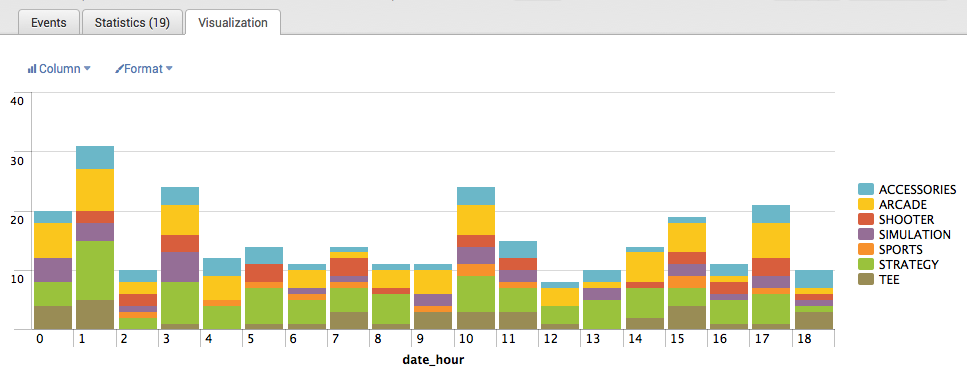 Events Statistics (19) Visualization
Column Format
40
30
20
10
0 1 2 3 4 5 6 7 8 9 10 11 12 13 14 15 16 17 18
date_hour
ACCESSORIES
ARCADE
SHOOTER
SIMULATION
SPORTS
STRATEGY
TEE